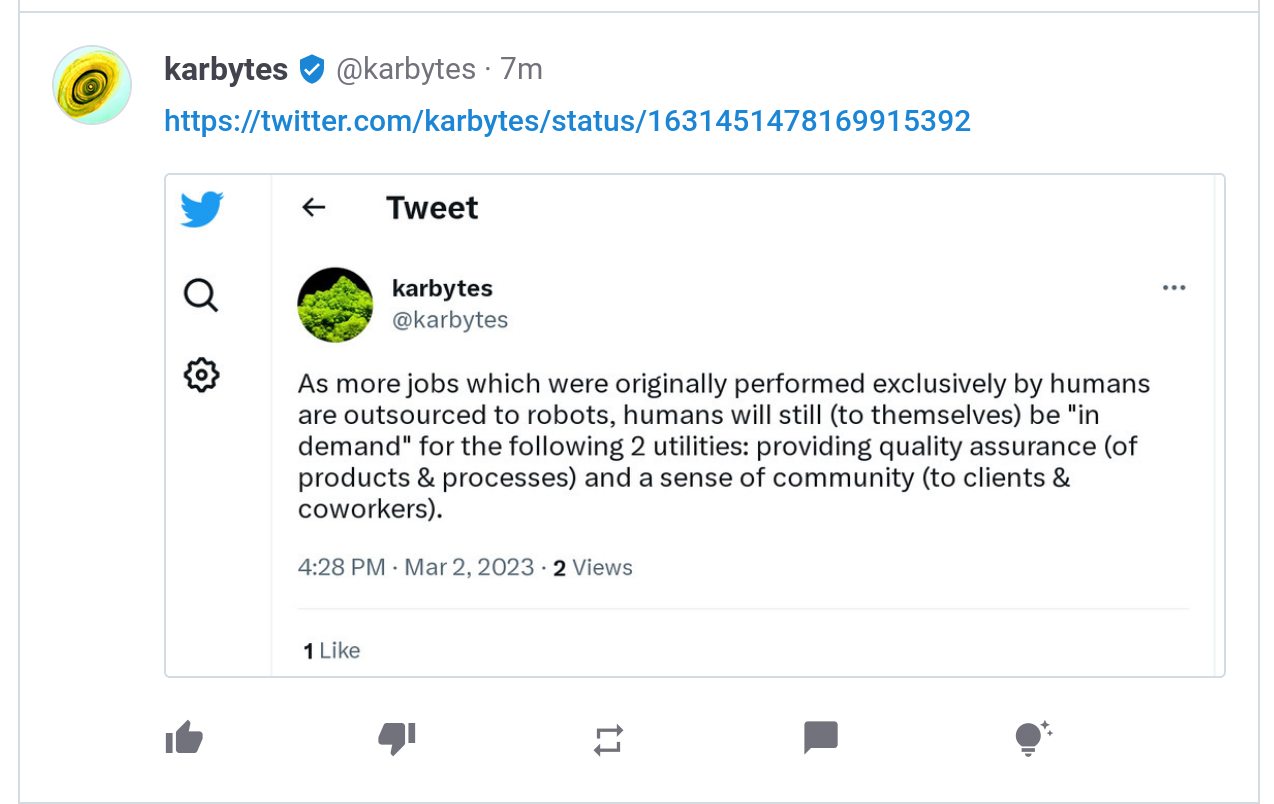 karbytes @karbytes · 7m
https://twitter.com/karbytes/status/1631451478169915392
Tweet
karbytes
@karbytes
As more jobs which were originally performed exclusively by humans
are outsourced to robots, humans will still (to themselves) be "in
demand" for the following 2 utilities: providing quality assurance (of
products & processes) and a sense of community (to clients &
coworkers).
4:28 PM · Mar 2, 2023 · 2 Views
1 Like